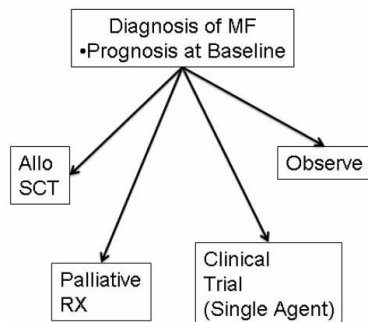 Diagnosis of MF
•Prognosis at Baseline
Allo
SCT
Observe
Palliative
RX
Clinical
Trial
(Single Agent)